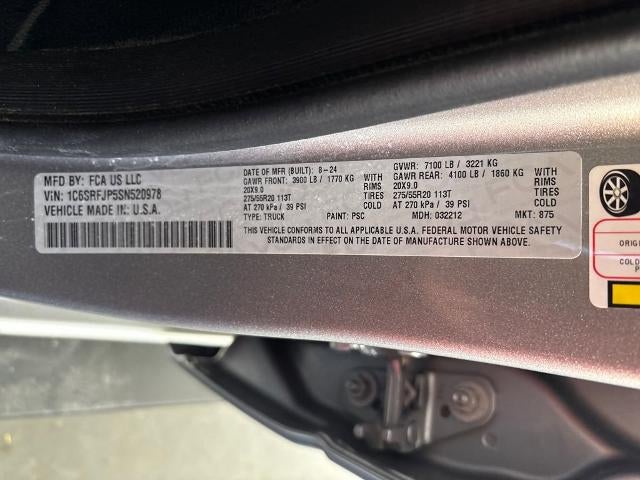 MFD BY: FCA US LLC
VIN: 1C6SRFJP5SN520978
VEHICLE MADE IN: U.S.A.
DATE OF MFR (BUILT): 8-24 GVWR: 7100 LB / 3221 KG
GAWR FRONT: 3900 LB / 1770 KG WITH GAWR REAR: 4100 LB / 1860 KG WITH
20X9.0 RIMS 20X9.0 RIMS
275/55R20 113T TIRES 275/55R20 113T TIRES
AT 270 kPa / 39 PSI COLD AT 270 kPa / 39 PSI COLD
TYPE: TRUCK PAINT: PSC MDH: 032212 MKT: 875
THIS VEHICLE CONFORMS TO ALL APPLICABLE U.S.A. FEDERAL MOTOR VEHICLE SAFETY
STANDARDS IN EFFECT ON THE DATE OF MANUFACTURE SHOWN ABOVE.
ORIG
COLD
P